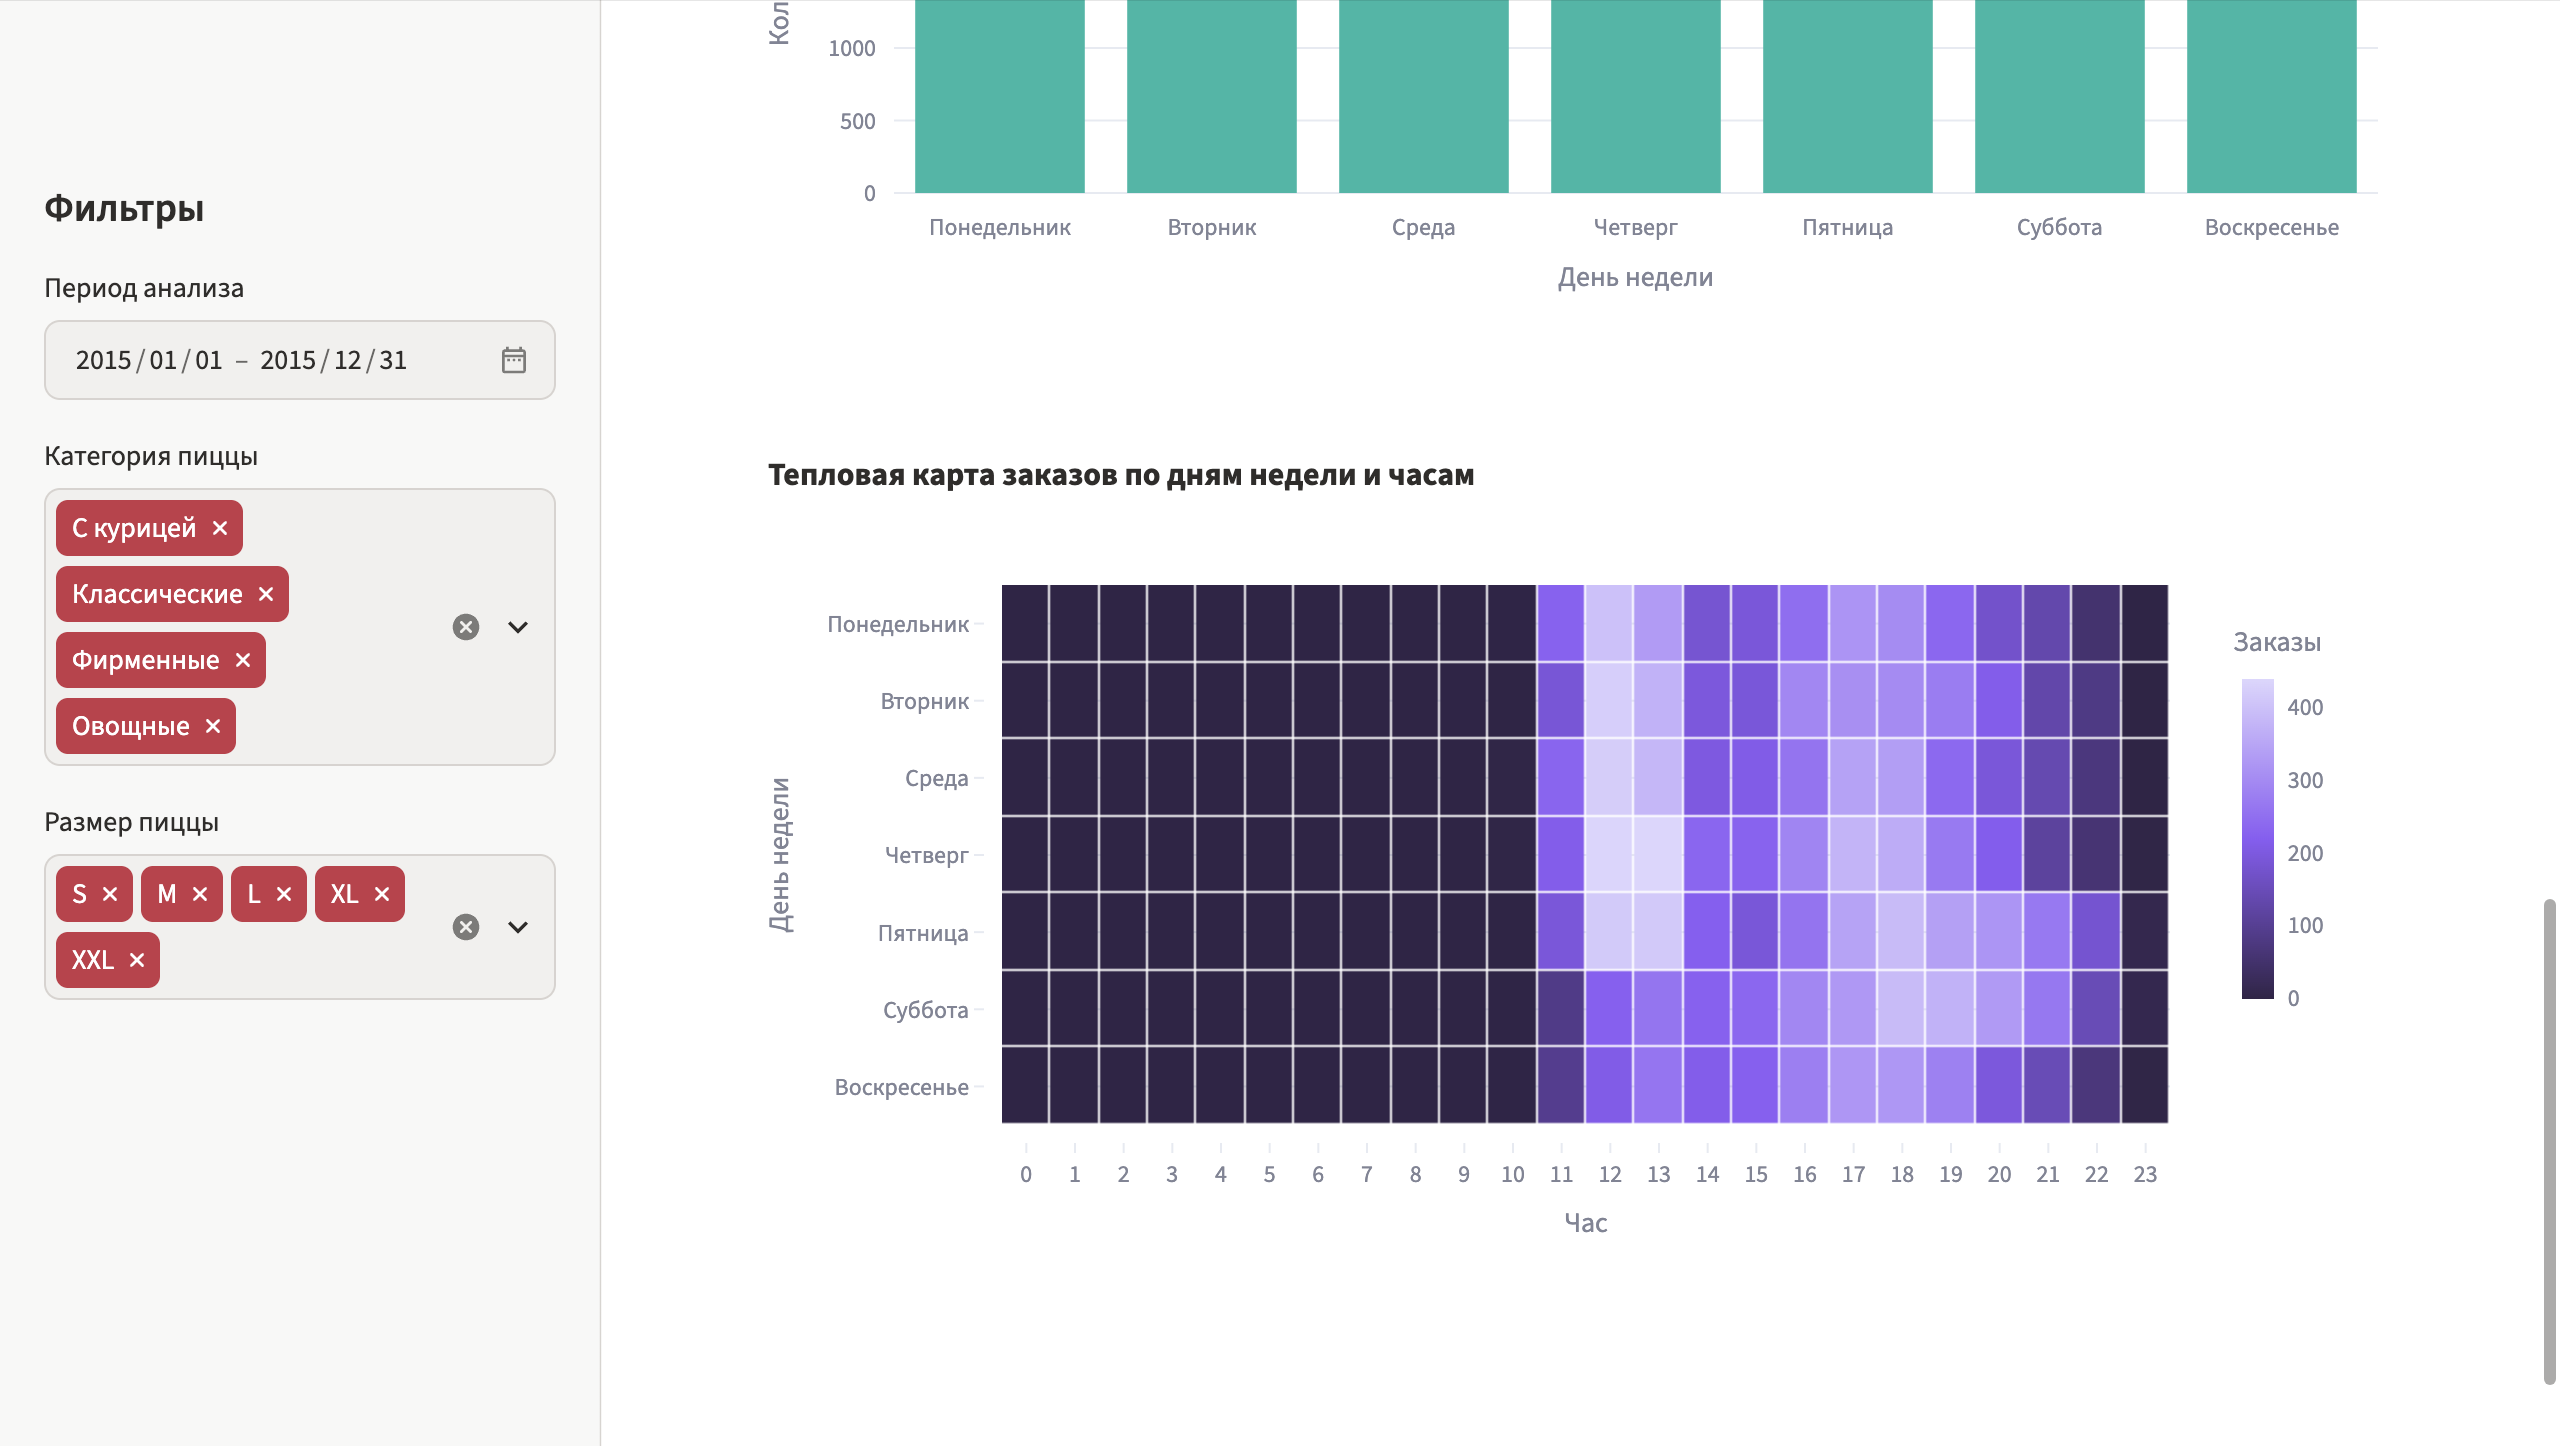 Фильтры
Период анализа
2015/01/01 – 2015/12/31
Категория пиццы
С курицей
Классические
Фирменные
Овощные
Размер пиццы
S M L XL
XXL
1000
500
0
Понедельник Вторник Среда Четверг Пятница Суббота Воскресенье
День недели
Тепловая карта заказов по дням недели и часам
День недели
Понедельник
Вторник
Среда
Четверг
Пятница
Суббота
Воскресенье
0 1 2 3 4 5 6 7 8 9 10 11 12 13 14 15 16 17 18 19 20 21 22 23
Час
Заказы
400
300
200
100
0